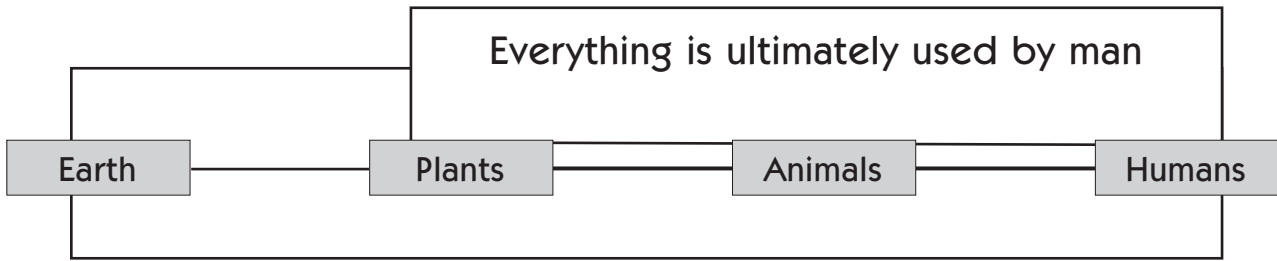 Everything is ultimately used by man
Earth
Plants
Animals
Humans